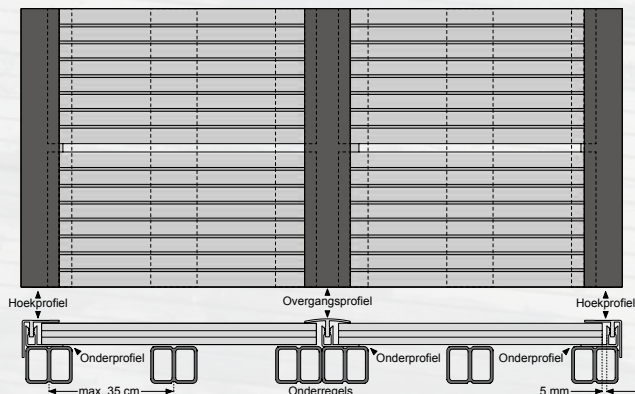 Hoekprofiel Overgangsprofiel Hoekprofiel
Onderprofiel Onderprofiel Onderprofiel
max. 35 cm Onderregels 5 mm